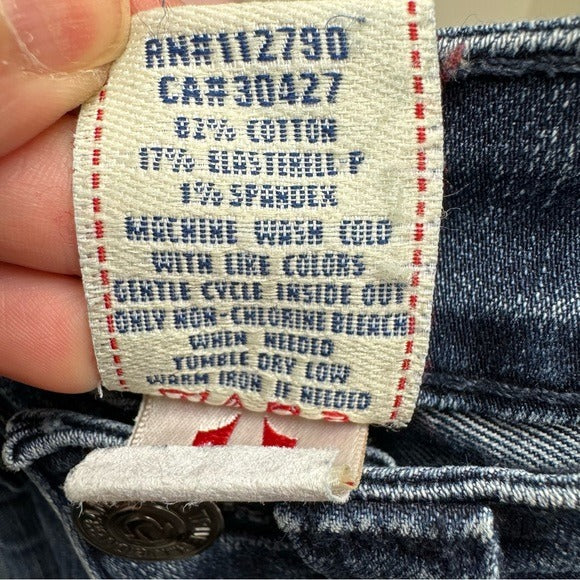 RN#112790
CA#30427
82% COTTON
17% ELASTERELL-P
1% SPANDEX
MACHINE WASH COLD
WITH LIKE COLORS
GENTLE CYCLE INSIDE OUT
ONLY NON-CHLORINE BLEACH
WHEN NEEDED
TUMBLE DRY LOW
WARM IRON IF NEEDED